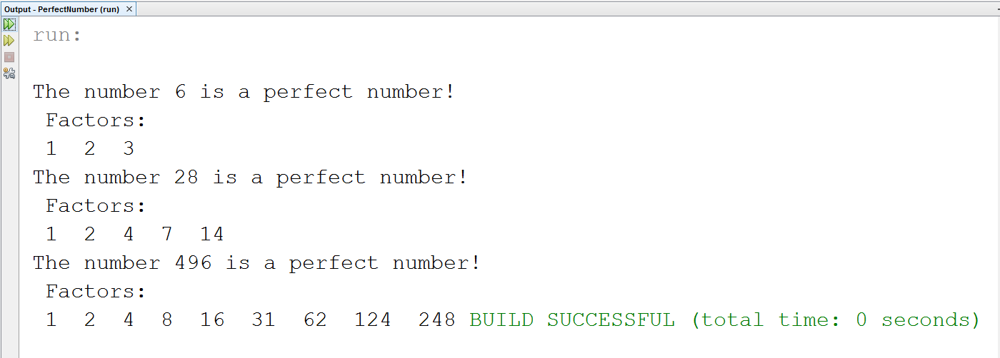 Output - PerfectNumber (run) ×
run:
The number 6 is a perfect number!
Factors:
1 2 3
The number 28 is a perfect number!
Factors:
1 2 4 7 14
The number 496 is a perfect number!
Factors:
1 2 4 8 16 31 62 124 248 BUILD SUCCESSFUL (total time: 0 seconds)